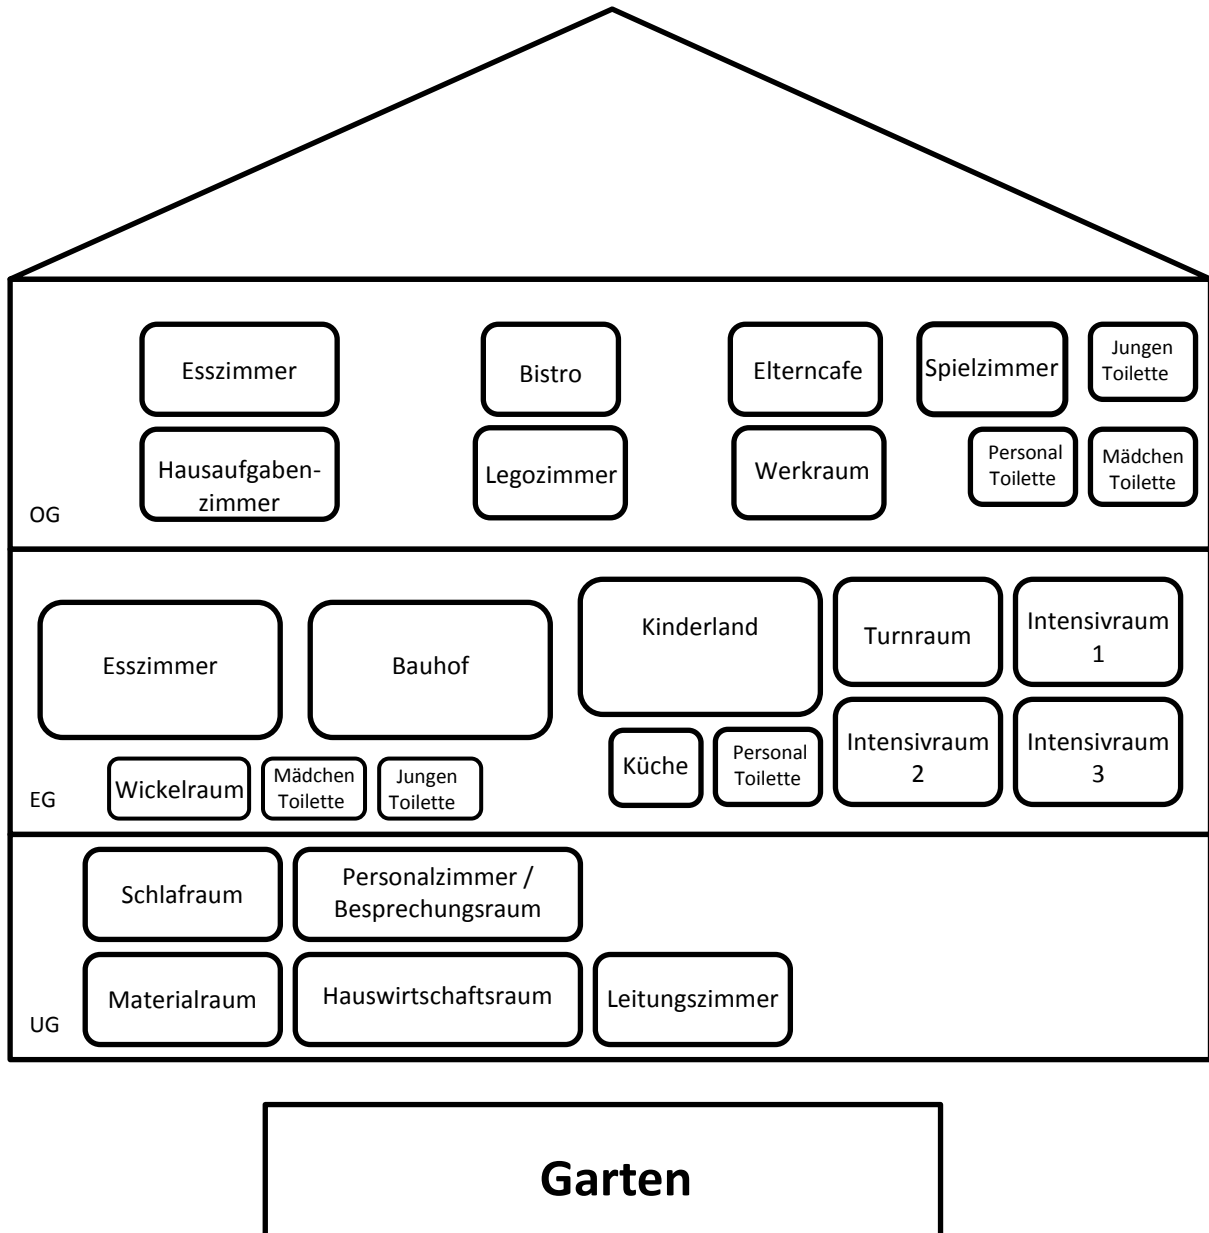 Esszimmer
Bistro
Elterncafe
Spielzimmer
Jungen
Toilette
Hausaufgaben-
zimmer
Legozimmer
Werkraum
Personal
Toilette
Mädchen
Toilette
OG
Esszimmer
Bauhof
Kinderland
Turnraum
Intensivraum
1
Wickelraum
Mädchen
Toilette
Jungen
Toilette
Küche
Personal
Toilette
Intensivraum
2
Intensivraum
3
EG
Schlafraum
Personalzimmer /
Besprechungsraum
Materialraum
Hauswirtschaftsraum
Leitungszimmer
UG
Garten